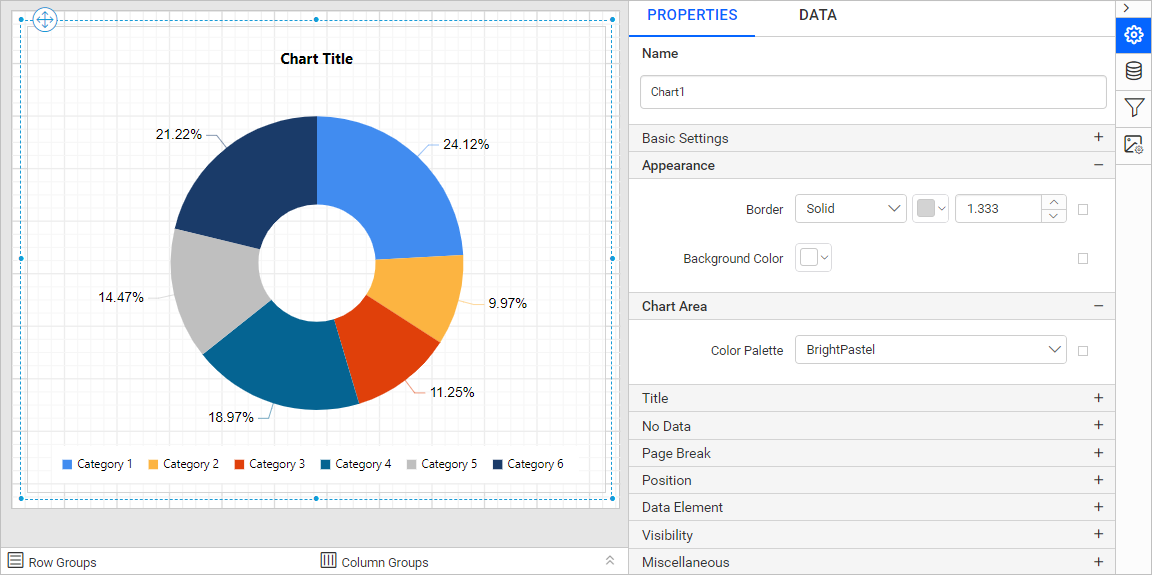 Chart Title
21.22%
24.12%
14.47%
9.97%
11.25%
18.97%
Category 1 Category 2 Category 3 Category 4 Category 5 Category 6
Row Groups
Column Groups
PROPERTIES
DATA
Name
Chart1
Basic Settings
Appearance
Border Solid 1.333
Background Color
Chart Area
Color Palette BrightPastel
Title
No Data
Page Break
Position
Data Element
Visibility
Miscellaneous